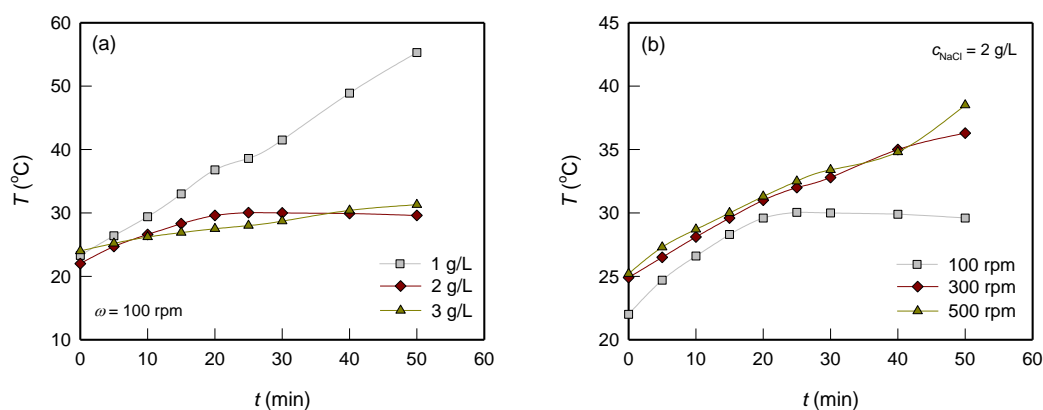 (a)
T (°C)
60
50
40
30
20
10
0 10 20 30 40 50 60
t (min)
ω = 100 rpm
1 g/L
2 g/L
3 g/L
(b)
c_NaCl = 2 g/L
T (°C)
45
40
35
30
25
20
0 10 20 30 40 50 60
t (min)
100 rpm
300 rpm
500 rpm